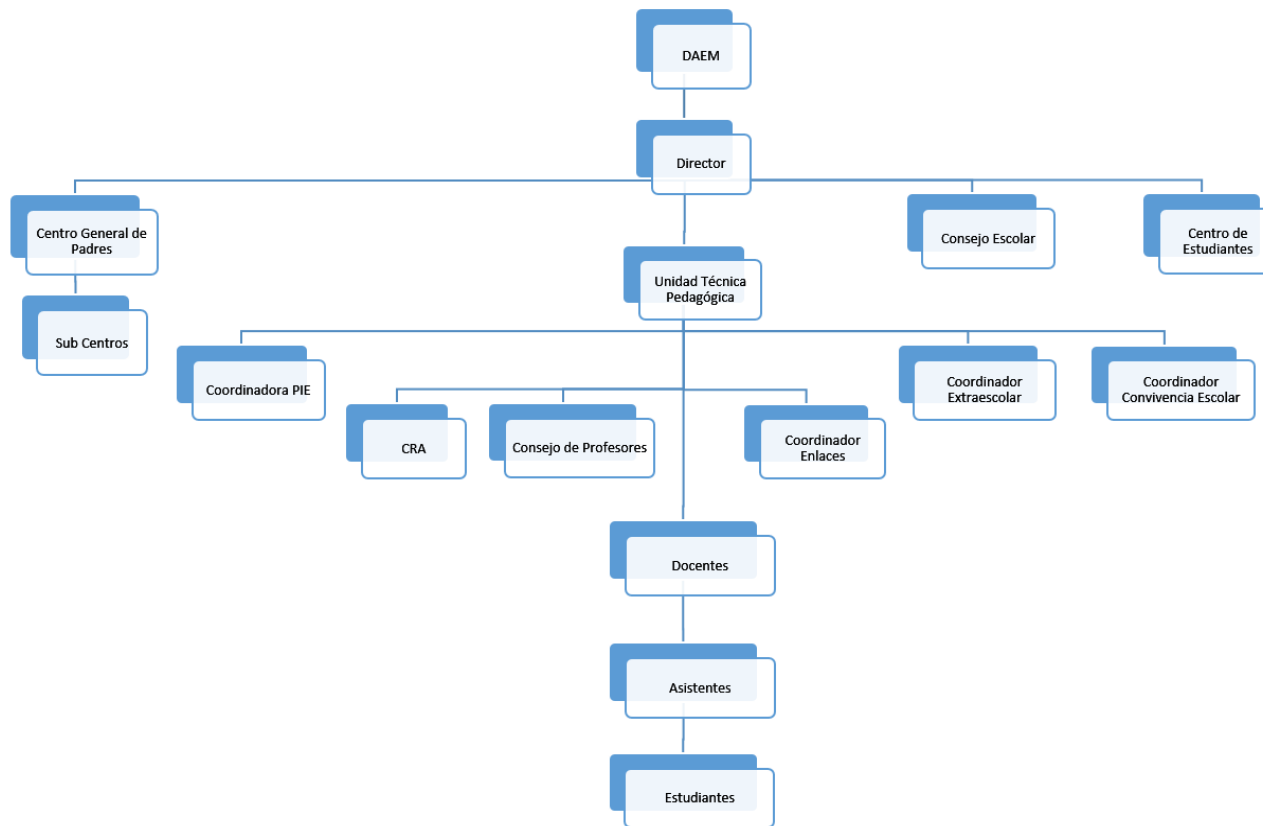 DAEM
Director
Centro General de
Padres
Consejo Escolar
Centro de
Estudiantes
Unidad Técnica
Pedagógica
Sub Centros
Coordinadora PIE
Coordinador
Extraescolar
Coordinador
Convivencia Escolar
CRA
Consejo de Profesores
Coordinador
Enlaces
Docentes
Asistentes
Estudiantes